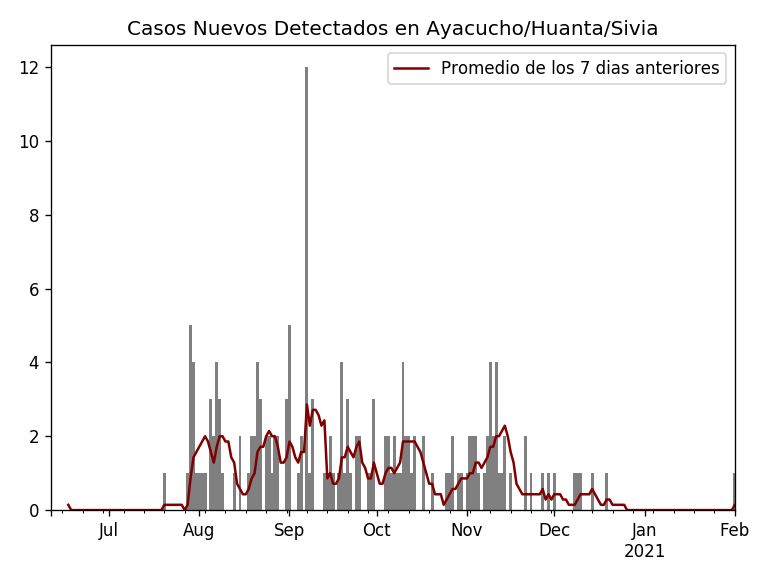 Casos Nuevos Detectados en Ayacucho/Huanta/Sivia
Promedio de los 7 dias anteriores
12
10
8
6
4
2
0
Jul Aug Sep Oct Nov Dec Jan Feb
2021